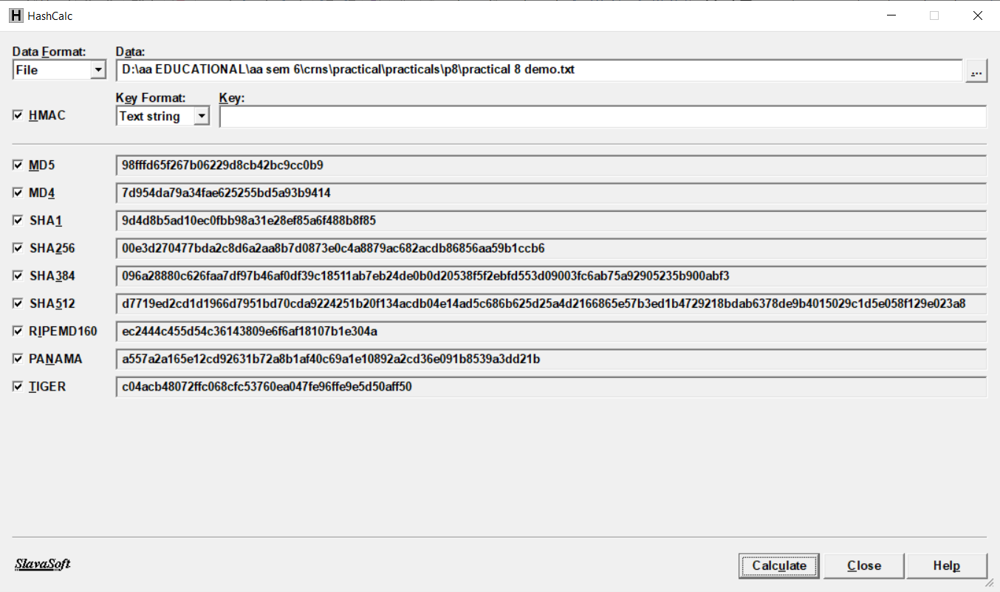 HashCalc
Data Format: Data:
File D:\aa EDUCATIONAL\aa sem 6\crns\practical\practicals\p8\practical 8 demo.txt ...
Key Format: Key:
HMAC Text string
MD5 98fffd65f267b06229d8cb42bc9cc0b9
MD4 7d954da79a34fae625255bd5a93b9414
SHA1 9d4d8b5ad10ec0fbb98a31e28ef85a6f488b8f85
SHA256 00e3d270477bda2c8d6a2aa8b7d0873e0c4a8879ac682acdb86856aa59b1ccb6
SHA384 096a28880c626faa7df97b46af0df39c18511ab7eb24de0b0d20538f5f2ebfd553d09003fc6ab75a92905235b900abf3
SHA512 d7719ed2cd1d1966d7951bd70cda9224251b20f134acdb04e14ad5c686b625d25a4d2166865e57b3ed1b4729218bdab6378de9b4015029c1d5e058f129e023a8
RIPEMD160 ec2444c455d54c36143809e6f6af18107b1e304a
PANAMA a557a2a165e12cd92631b72a8b1af40c69a1e10892a2cd36e091b8539a3dd21b
TIGER c04acb48072ffc068cfc53760ea047fe96ffe9e5d50aff50
SlavaSoft Calculate Close Help